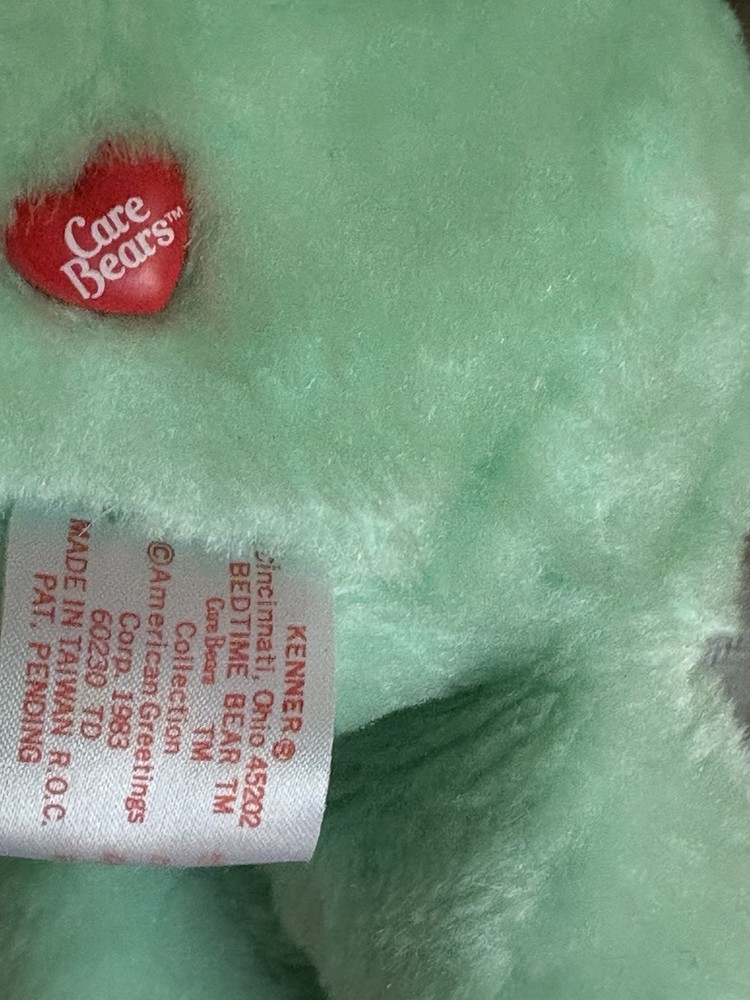 Care
Bears™
KENNER®
Cincinnati, Ohio 45202
BEDTIME BEAR TM
Care Bears TM
Collection
©American Greetings
Corp. 1983
60230 TD
MADE IN TAIWAN R.O.C.
PAT. PENDING